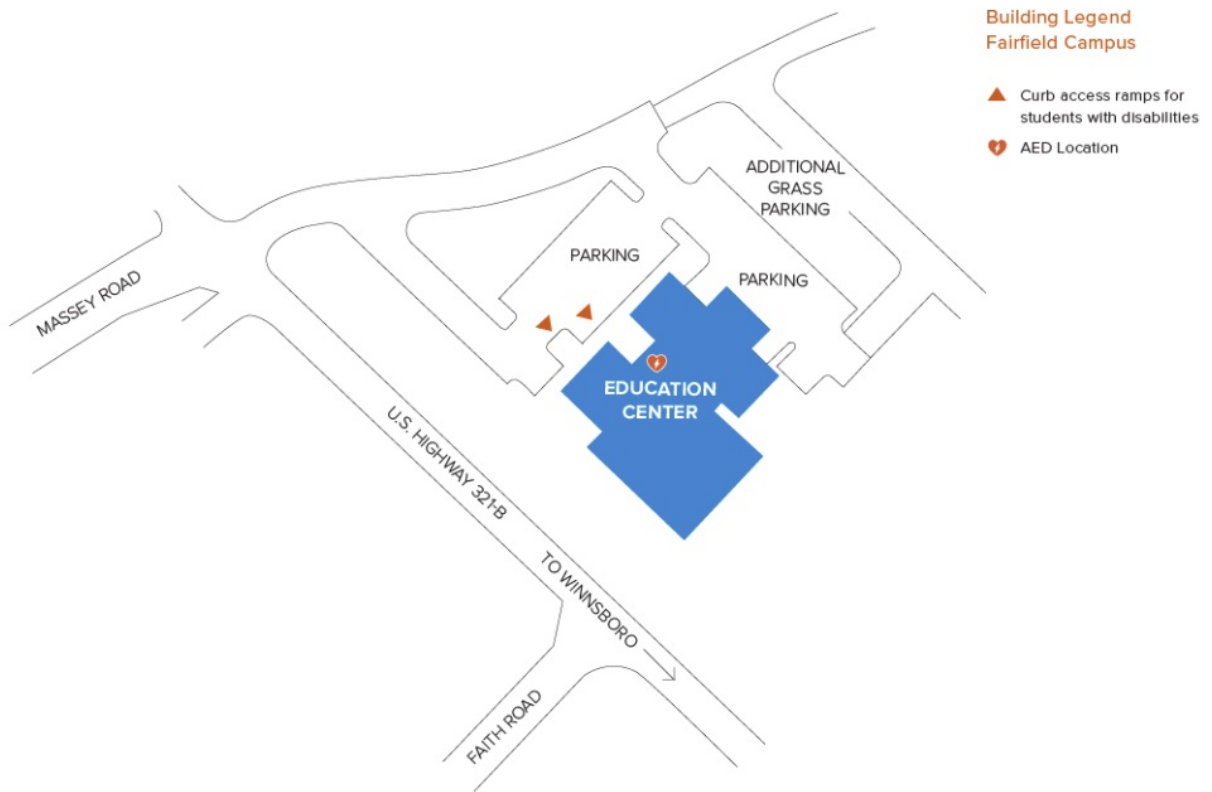 Building Legend
Fairfield Campus
Curb access ramps for
students with disabilities
AED Location
ADDITIONAL
GRASS
PARKING
PARKING
PARKING
MASSEY ROAD
EDUCATION
CENTER
U.S. HIGHWAY 321-B
TO WINNSBORO
FAITH ROAD